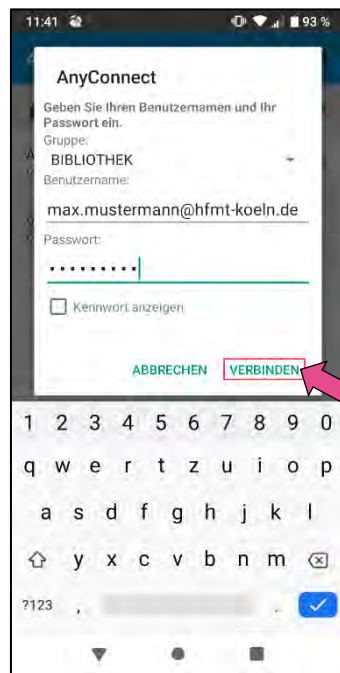 11:41 93 %
AnyConnect
Geben Sie Ihren Benutzernamen und Ihr
Passwort ein.
Gruppe:
BIBLIOTHEK
Benutzername:
max.mustermann@hfmt-koeln.de
Passwort:
•••••••••
Kennwort anzeigen
ABBRECHEN VERBINDEN
1 2 3 4 5 6 7 8 9 0
q w e r t z u i o p
a s d f g h j k l
y x c v b n m
?123 , .